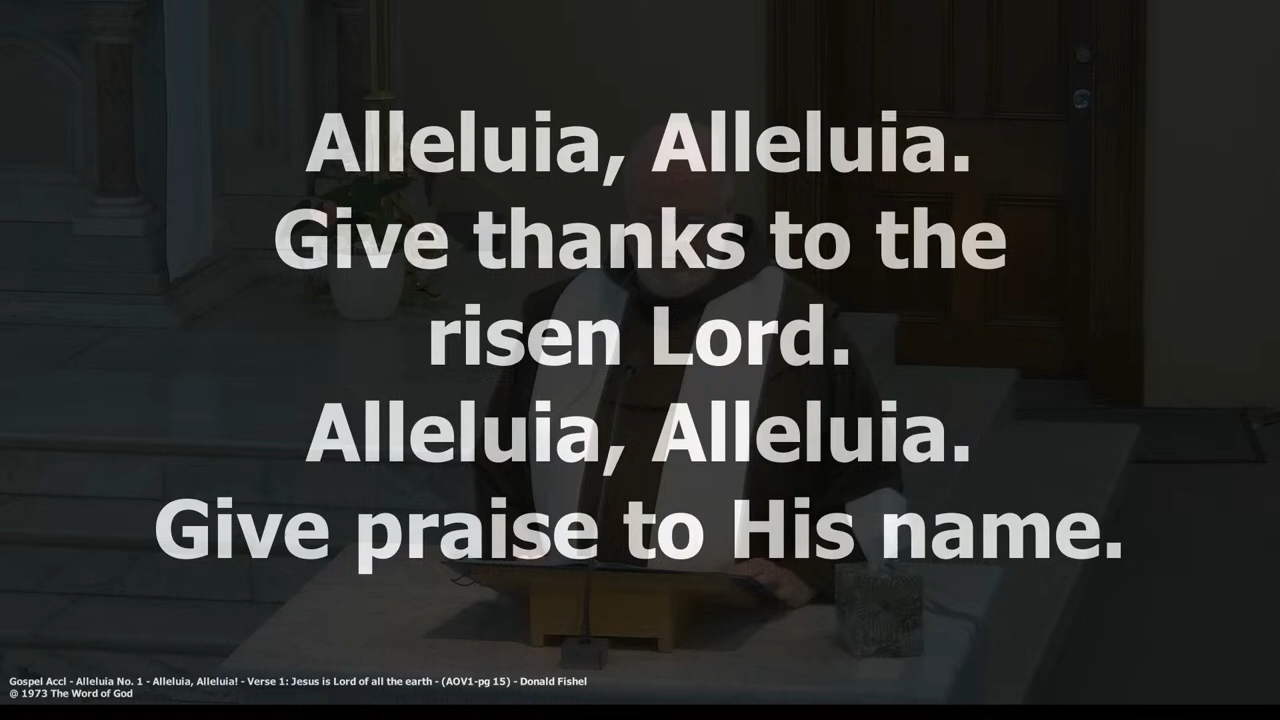 Alleluia, Alleluia.
Give thanks to the
risen Lord.
Alleluia, Alleluia.
Give praise to His name.
Gospel Accl - Alleluia No. 1 - Alleluia, Alleluia! - Verse 1: Jesus is Lord of all the earth - (AOV1-pg 15) - Donald Fishel
@ 1973 The Word of God